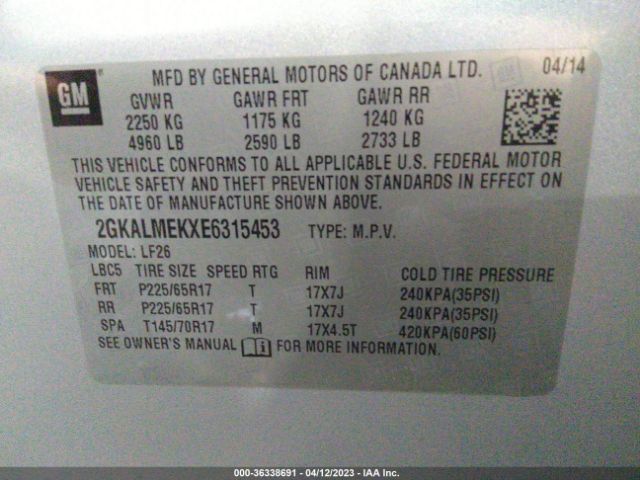 GM®
MFD BY GENERAL MOTORS OF CANADA LTD. 04/14
GVWR GAWR FRT GAWR RR
2250 KG 1175 KG 1240 KG
4960 LB 2590 LB 2733 LB
THIS VEHICLE CONFORMS TO ALL APPLICABLE U.S. FEDERAL MOTOR
VEHICLE SAFETY AND THEFT PREVENTION STANDARDS IN EFFECT ON
THE DATE OF MANUFACTURE SHOWN ABOVE.
2GKALMEKXE6315453 TYPE: M.P.V.
MODEL: LF26
LBC5 TIRE SIZE SPEED RTG RIM COLD TIRE PRESSURE
FRT P225/65R17 T 17X7J 240KPA(35PSI)
RR P225/65R17 T 17X7J 240KPA(35PSI)
SPA T145/70R17 M 17X4.5T 420KPA(60PSI)
SEE OWNER'S MANUAL i FOR MORE INFORMATION.
000-36338691 - 04/12/2023 - IAA Inc.